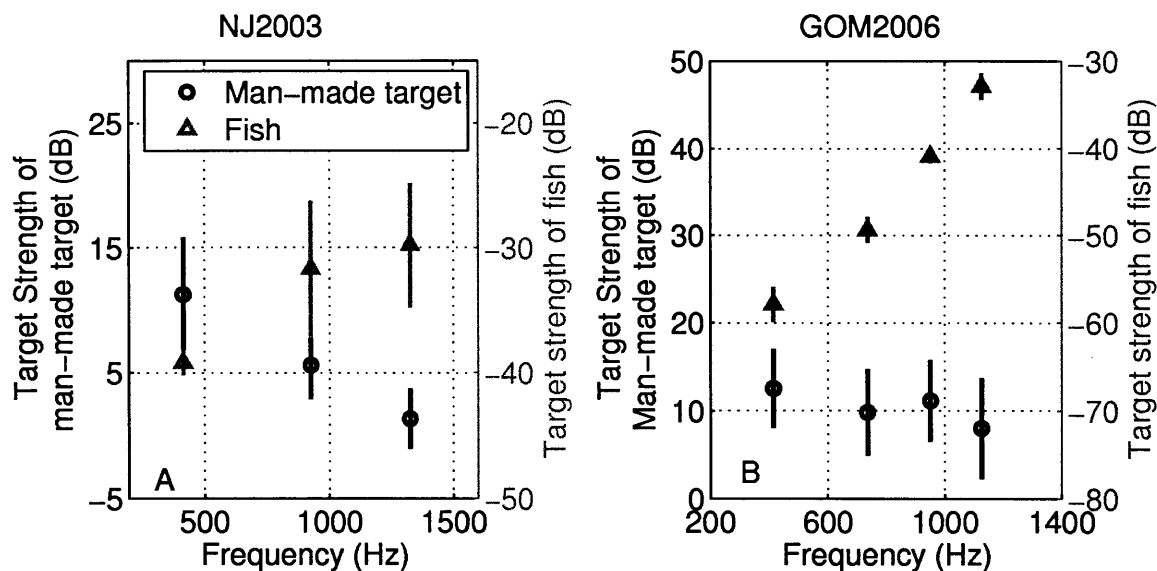 NJ2003
Man-made target
Fish
25
15
5
-5
-20
-30
-40
-50
500
1000
1500
Target Strength of
man-made target (dB)
Target strength of fish (dB)
Frequency (Hz)
A
GOM2006
50
40
30
20
10
0
-30
-40
-50
-60
-70
-80
200
600
1000
1400
Target Strength of
Man-made target (dB)
Target strength of fish (dB)
Frequency (Hz)
B